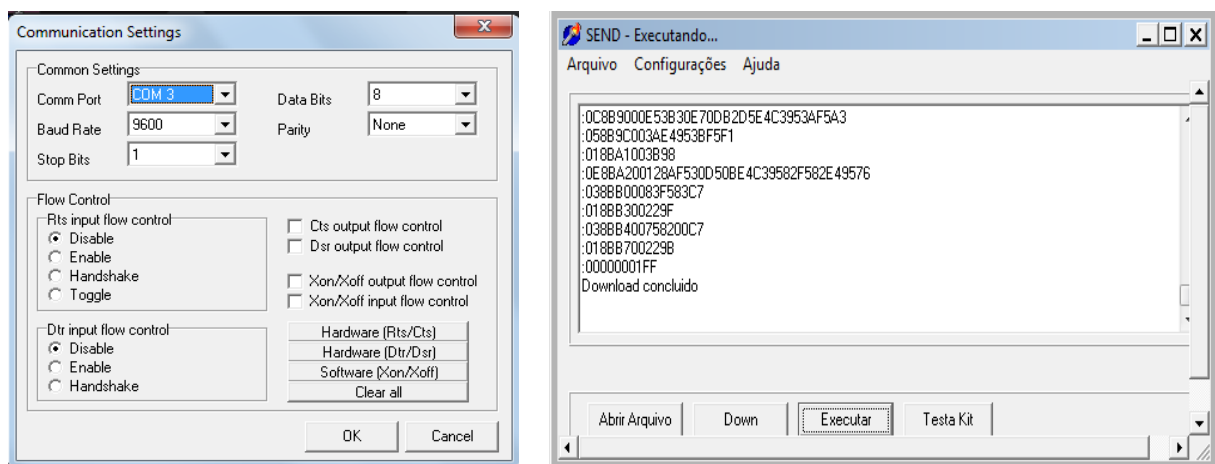 Communication Settings
Common Settings
Comm Port COM 3 Data Bits 8
Baud Rate 9600 Parity None
Stop Bits 1
Flow Control
Rts input flow control
Disable
Enable
Handshake
Toggle
Cts output flow control
Dsr output flow control
Xon/Xoff output flow control
Xon/Xoff input flow control
Dtr input flow control
Disable
Enable
Handshake
Hardware (Rts/Cts)
Hardware (Dtr/Dsr)
Software (Xon/Xoff)
Clear all
OK Cancel
SEND - Executando...
Arquivo Configurações Ajuda
:0C8B9000E53B30E70DB2D5E4C3953AF5A3
:058B9C003AE4953BF5F1
:018BA1003B98
:0E8BA200128AF530D50BE4C39582F582E49576
:038BB00083F583C7
:018BB300229F
:038BB400758200C7
:018BB700229B
:00000001FF
Download concluido
Abrir Arquivo Down Executar Testa Kit